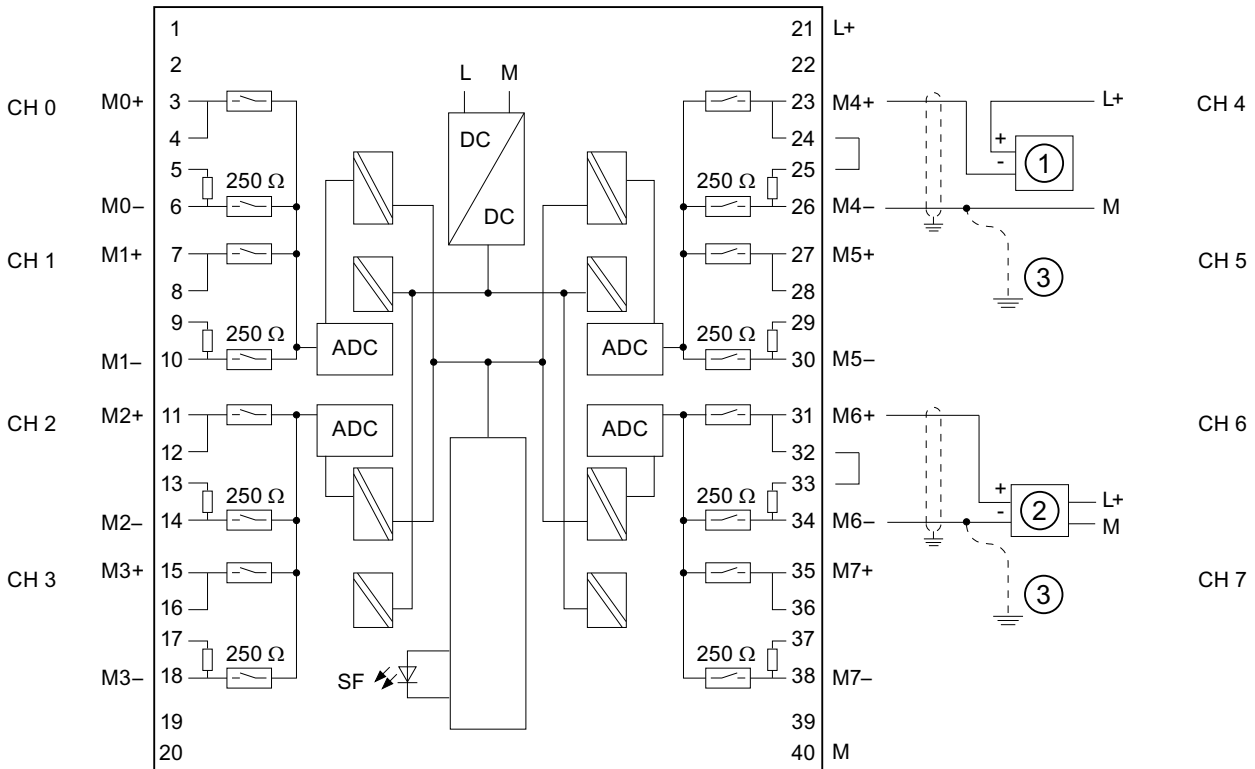 1 21 L+
2 22
L M
CH 0 M0+ 3 23 M4+ L+ CH 4
4 24
DC
+
5 25
- 1
250 Ω 250 Ω
M0– 6 26 M4– M
DC
CH 1 M1+ 7 27 M5+ CH 5
3
8 28
9 29
250 Ω ADC ADC 250 Ω
M1– 10 30 M5–
CH 2 M2+ 11 31 M6+ CH 6
ADC ADC
12 32
13 33
250 Ω 250 Ω
+ L+
- 2
M2– 14 34 M6– M
CH 3 M3+ 15 35 M7+ CH 7
3
16 36
17 37
250 Ω 250 Ω
M3– 18 SF 38 M7–
19 39
20 40 M